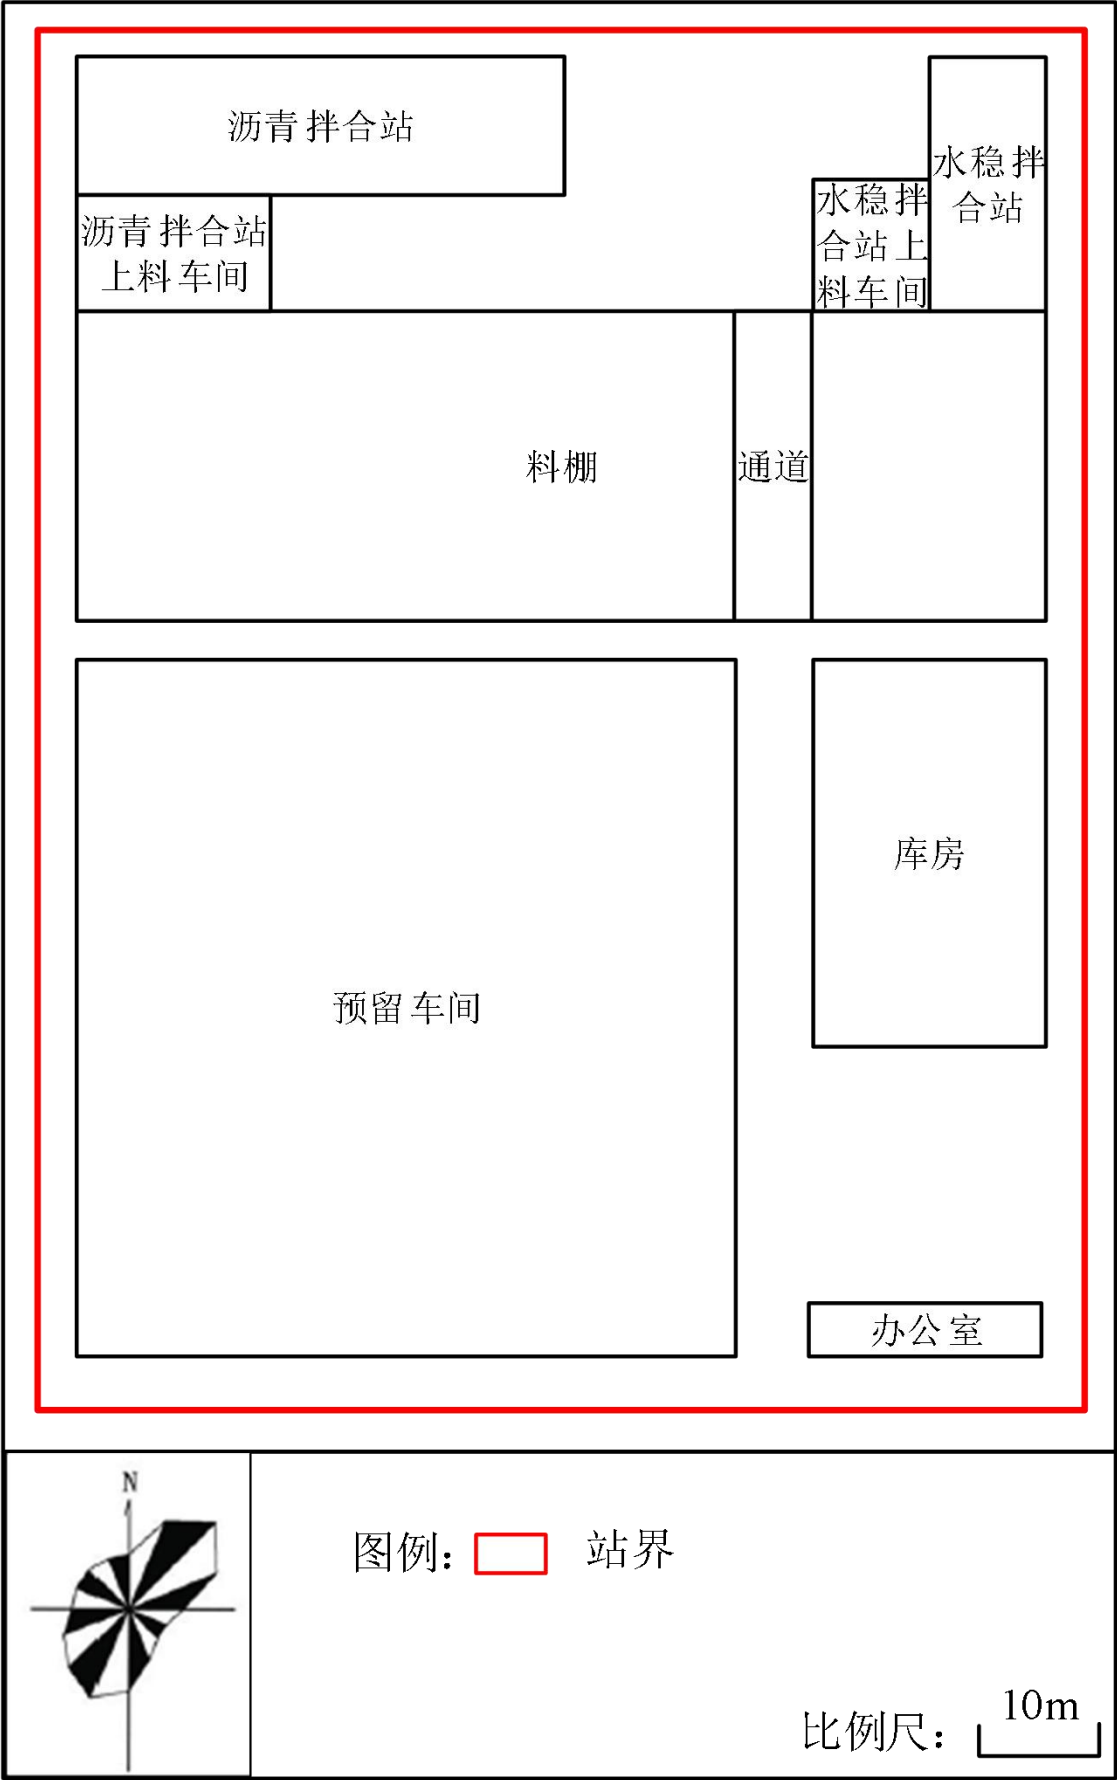 沥青拌合站
水稳拌
合站
沥青拌合站
上料车间
水稳拌
合站上
料车间
料棚
通道
库房
预留车间
办公室
N
图例：
站界
10m
比例尺：